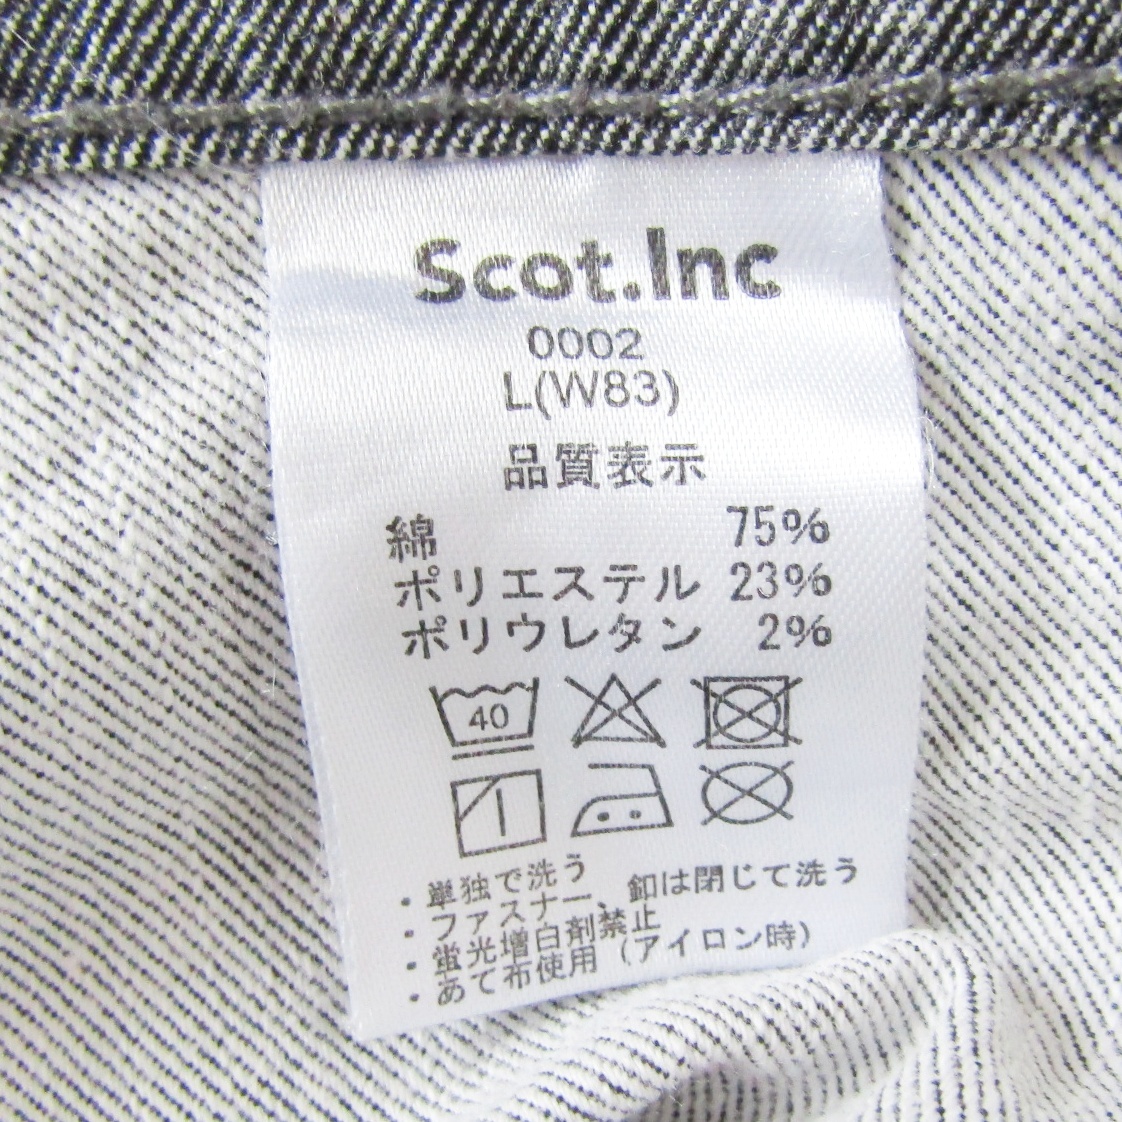 Scot.Inc
0002
L(W83)
品質表示
綿 75%
ポリエステル 23%
ポリウレタン 2%
40
・単独で洗う
・ファスナー、釦は閉じて洗う
・蛍光増白剤禁止
・あて布使用（アイロン時）